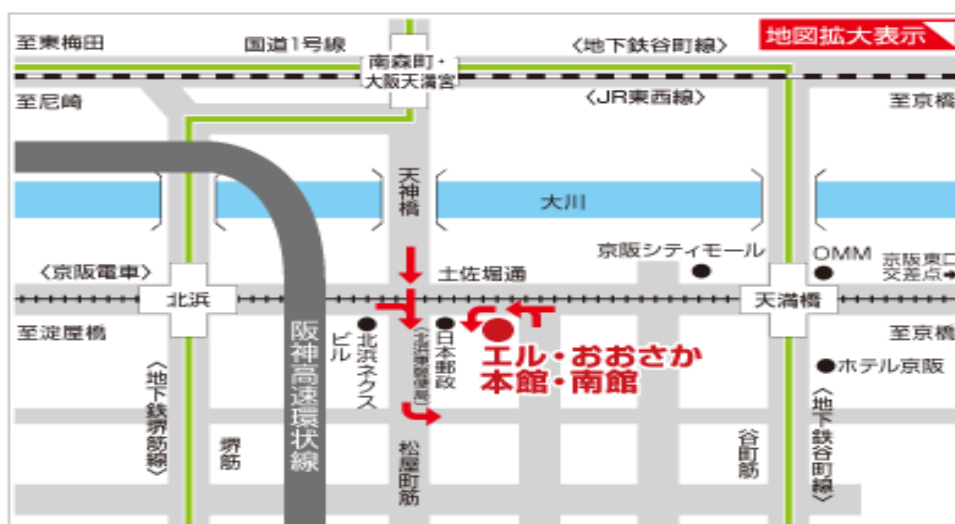 至東梅田
国道1号線
南森町・
大阪天満宮
〈地下鉄谷町線〉
地図拡大表示
至尼崎
〈JR東西線〉
至京橋
天神橋
大川
京阪シティモール
OMM
京阪東口
交差点→
〈京阪電車〉
土佐堀通
北浜
天満橋
至淀屋橋
至京橋
阪神高速環状線
北浜ネクス
ビル
〈北浜東郵便局〉
日本郵政
エル・おおさか
本館・南館
ホテル京阪
〈地下鉄堺筋線〉
堺筋
松屋町筋
谷町筋
〈地下鉄谷町線〉